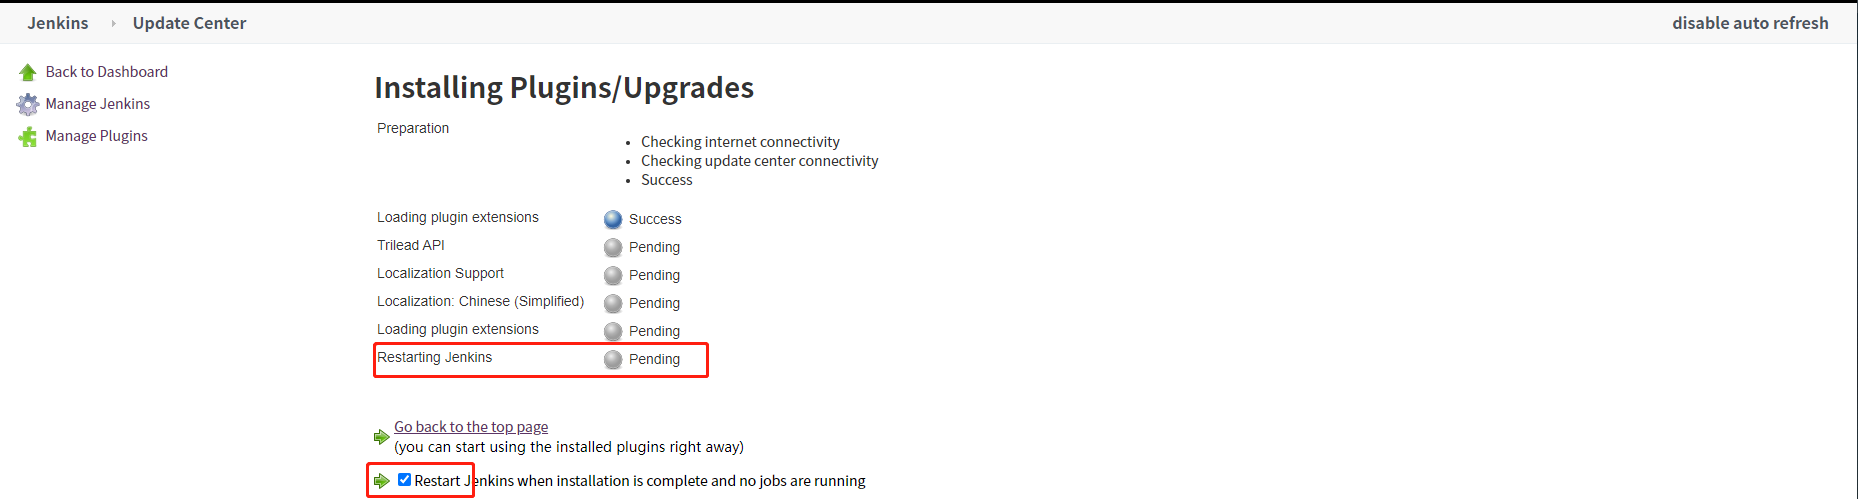 Jenkins Update Center disable auto refresh
Back to Dashboard
Manage Jenkins
Manage Plugins
Installing Plugins/Upgrades
Preparation
Checking internet connectivity
Checking update center connectivity
Success
Loading plugin extensions Success
Trilead API Pending
Localization Support Pending
Localization: Chinese (Simplified) Pending
Loading plugin extensions Pending
Restarting Jenkins Pending
Go back to the top page
(you can start using the installed plugins right away)
Restart Jenkins when installation is complete and no jobs are running